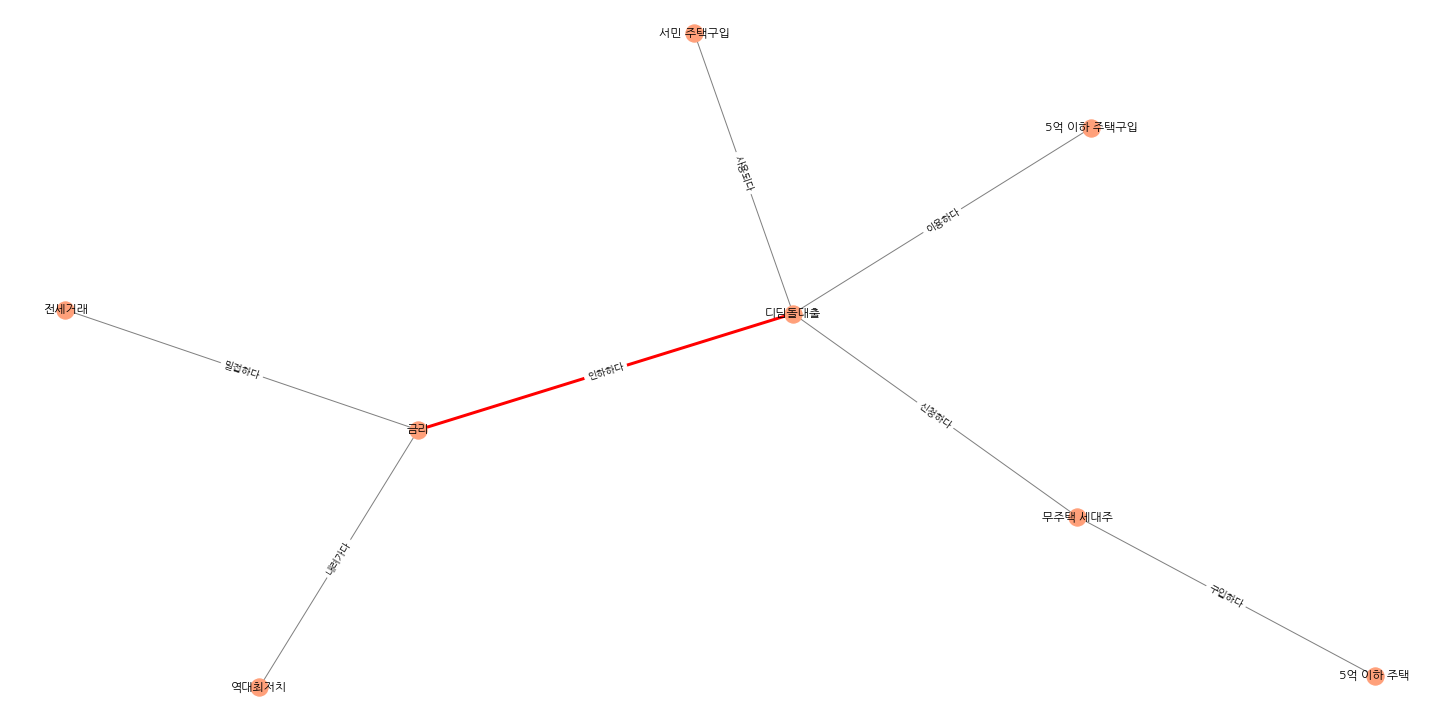 서민 주택구입
5억 이하 주택구입
사용되다
이용하다
전세거래
디딤돌대출
밀접하다
인하하다
신청하다
금리
무주택 세대주
내려가다
구입하다
5억 이하 주택
역대최저치